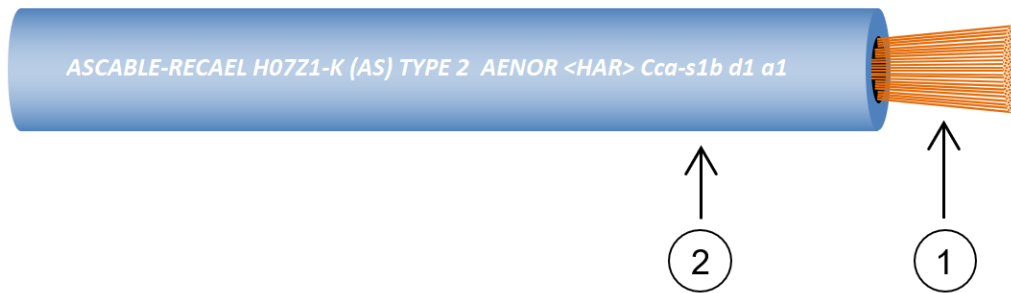 ASCABLE-RECAEL H07Z1-K (AS) TYPE 2 AENOR <HAR> Cca-s1b d1 a1
2 1